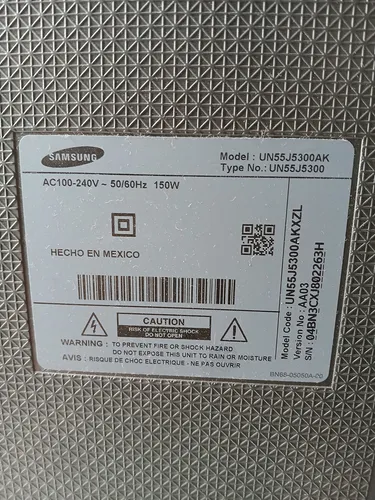 SAMSUNG
Model : UN55J5300AK
Type No.: UN55J5300
AC100-240V ~ 50/60Hz 150W
HECHO EN MEXICO
CAUTION
RISK OF ELECTRIC SHOCK
DO NOT OPEN
WARNING : TO PREVENT FIRE OR SHOCK HAZARD
DO NOT EXPOSE THIS UNIT TO RAIN OR MOISTURE
AVIS : RISQUE DE CHOC ELECTRIQUE - NE PAS OUVRIR
Model Code : UN55J5300AKXZL
Version No : AA03
S/N : 04BN3CXJ802263H